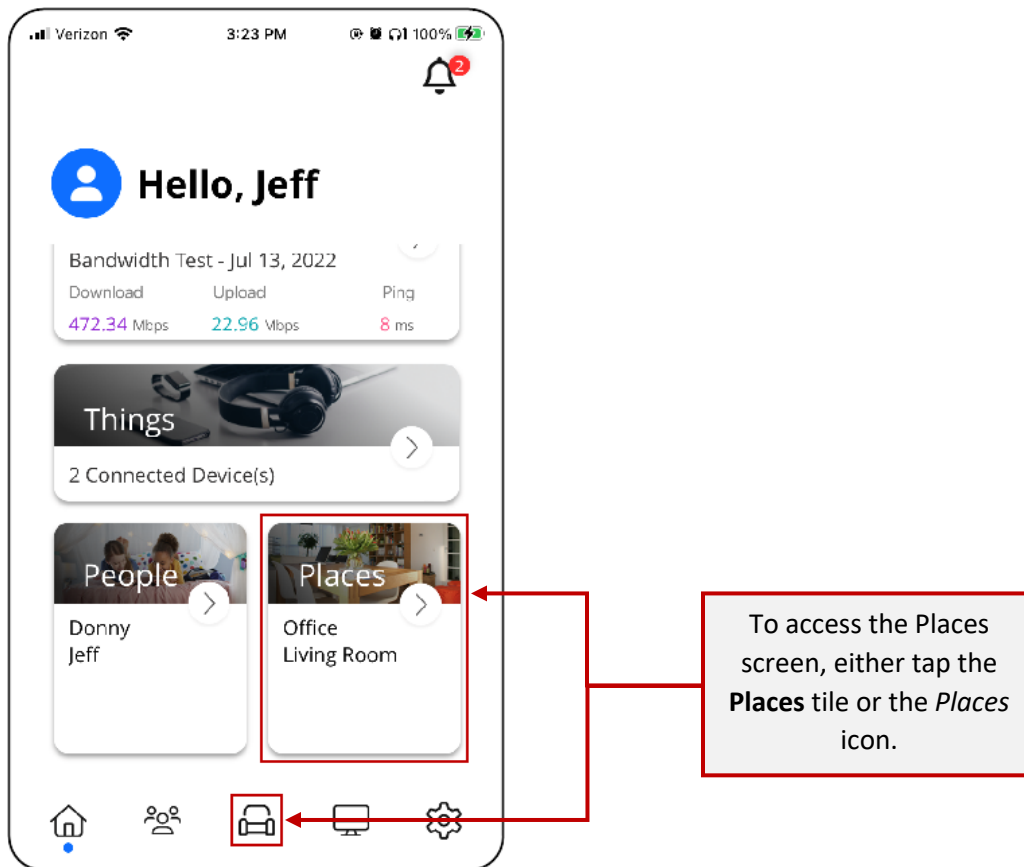 Verizon 3:23 PM 100%
2
Hello, Jeff
Bandwidth Test - Jul 13, 2022
Download Upload Ping
472.34 Mbps 22.96 Mbps 8 ms
Things
2 Connected Device(s)
People
Donny
Jeff
Places
Office
Living Room
To access the Places
screen, either tap the
Places tile or the Places
icon.